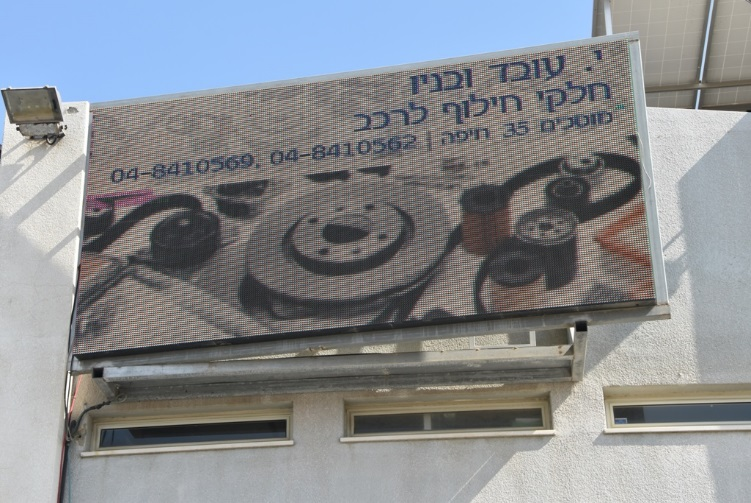 י. עובד ובניו
חלקי חילוף לרכב
מוסכים 35 חיפה | 04-8410562 .04-8410569